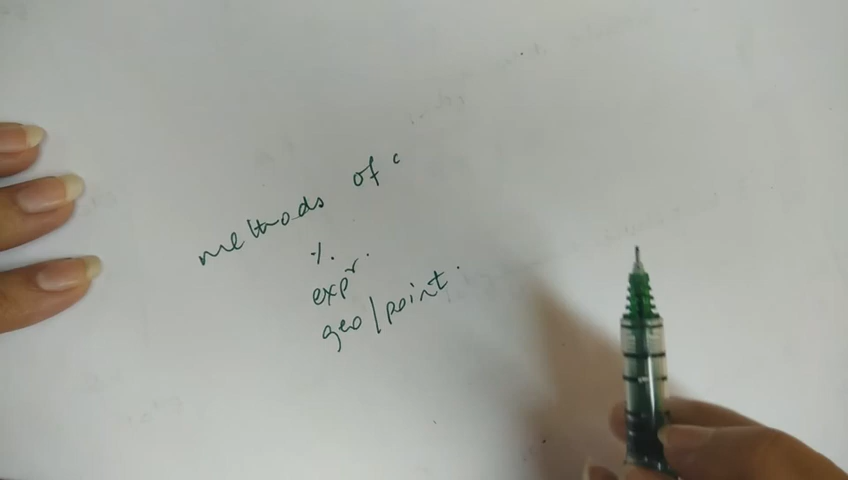 methods of c
%.
expr.
geo/point.